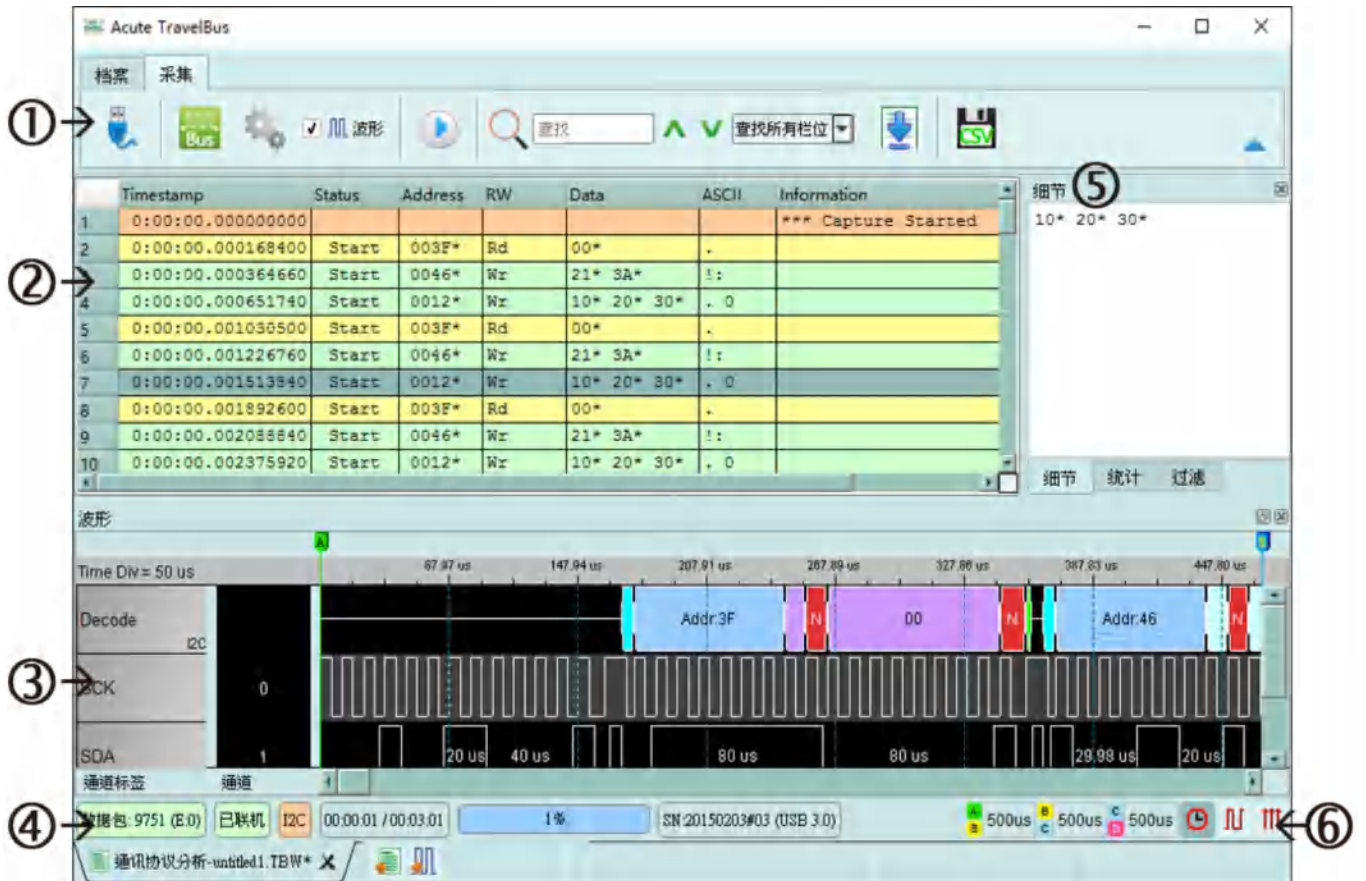 Acute TravelBus
档案 采集
①
Bus 波形 查找 查找所有栏位 CSV
Timestamp Status Address RW Data ASCII Information
1 0:00:00.000000000 *** Capture Started
2 0:00:00.000168400 Start 003F* Rd 00* .
② 0:00:00.000364660 Start 0046* Wr 21* 3A* !:
4 0:00:00.000651740 Start 0012* Wr 10* 20* 30* . 0
5 0:00:00.001030500 Start 003F* Rd 00* .
6 0:00:00.001226760 Start 0046* Wr 21* 3A* !:
7 0:00:00.001513840 Start 0012* Wr 10* 20* 30* . 0
8 0:00:00.001892600 Start 003F* Rd 00* .
9 0:00:00.002088840 Start 0046* Wr 21* 3A* !:
10 0:00:00.002375920 Start 0012* Wr 10* 20* 30* . 0
细节 ⑤
10* 20* 30*
细节 统计 过滤
波形
A
Time Div = 50 us 87.97 us 147.94 us 207.91 us 267.89 us 327.86 us 387.83 us 447.80 us
Decode Addr:3F N 00 N Addr:46 N
I2C
③ SCK 0
SDA 1 20 us 40 us 80 us 80 us 29.98 us 20 us
通道标签 通道
④ 数据包: 9751 (E:0) 已联机 I2C 00:00:01 / 00:03:01 1% SN:20150203#03 (USB 3.0) A B 500us B C 500us C D 500us ⑥
通讯协议分析-untitled1.TBW*